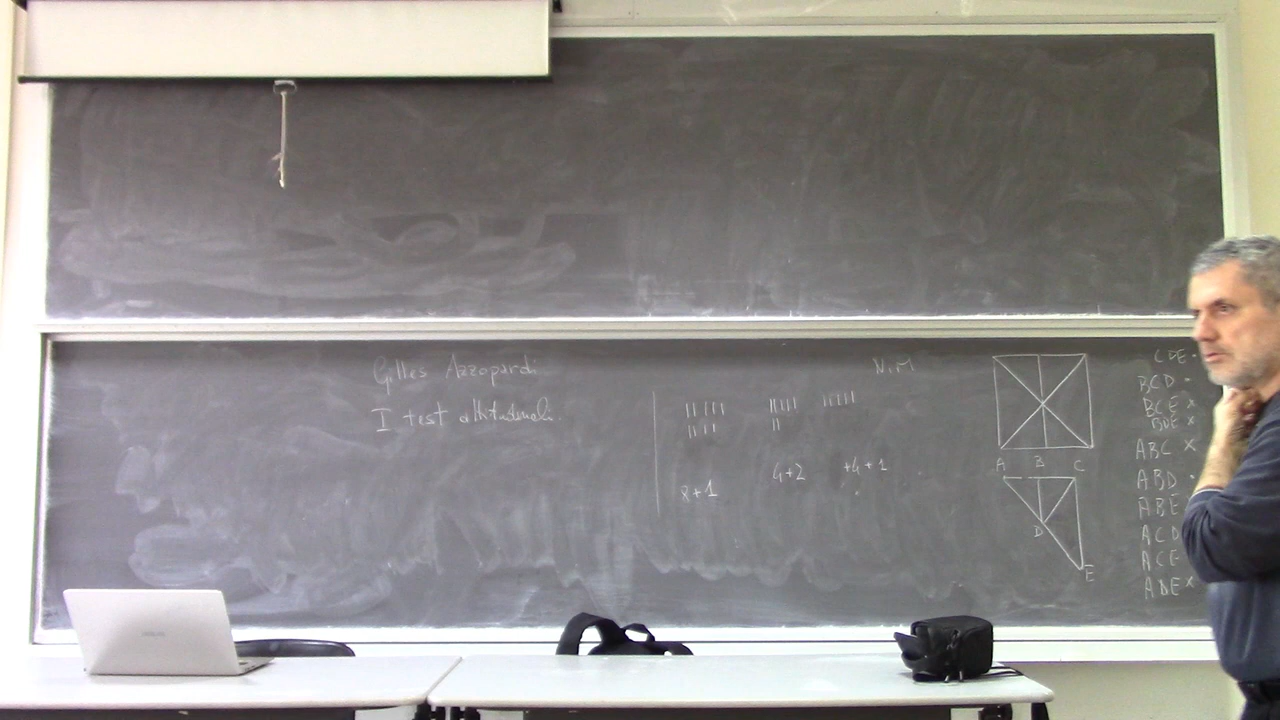 Gilles Azzopardi
I test attitudinali.
NIM
||||| ||||| |||||
|||| ||
8+1 4+2 +4+1
A B C
D
E
CDE
BCD
BCE x
BDE x
ABC x
ABD
ABE
ACD
ACE
ADE x